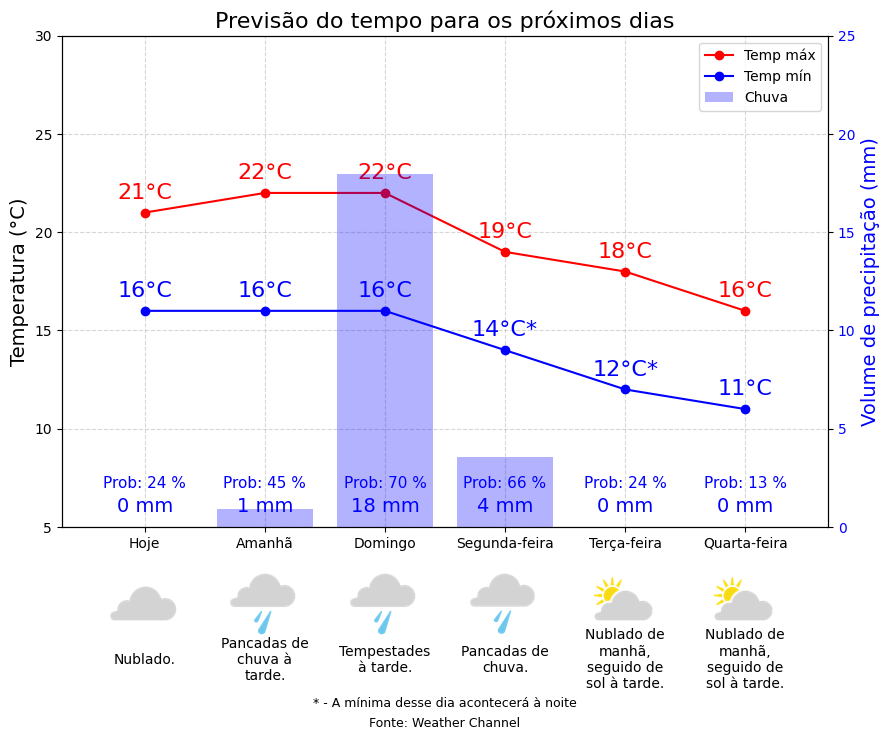 Previsão do tempo para os próximos dias
30
25
20
15
10
5
Temperatura (°C)
25
20
15
10
5
0
Volume de precipitação (mm)
Temp máx
Temp mín
Chuva
21°C
22°C
22°C
19°C
18°C
16°C
16°C
16°C
16°C
14°C*
12°C*
11°C
Prob: 24 %
Prob: 45 %
Prob: 70 %
Prob: 66 %
Prob: 24 %
Prob: 13 %
0 mm
1 mm
18 mm
4 mm
0 mm
0 mm
Hoje
Amanhã
Domingo
Segunda-feira
Terça-feira
Quarta-feira
Nublado.
Pancadas de
chuva à
tarde.
Tempestades
à tarde.
Pancadas de
chuva.
Nublado de
manhã,
seguido de
sol à tarde.
Nublado de
manhã,
seguido de
sol à tarde.
* - A mínima desse dia acontecerá à noite
Fonte: Weather Channel